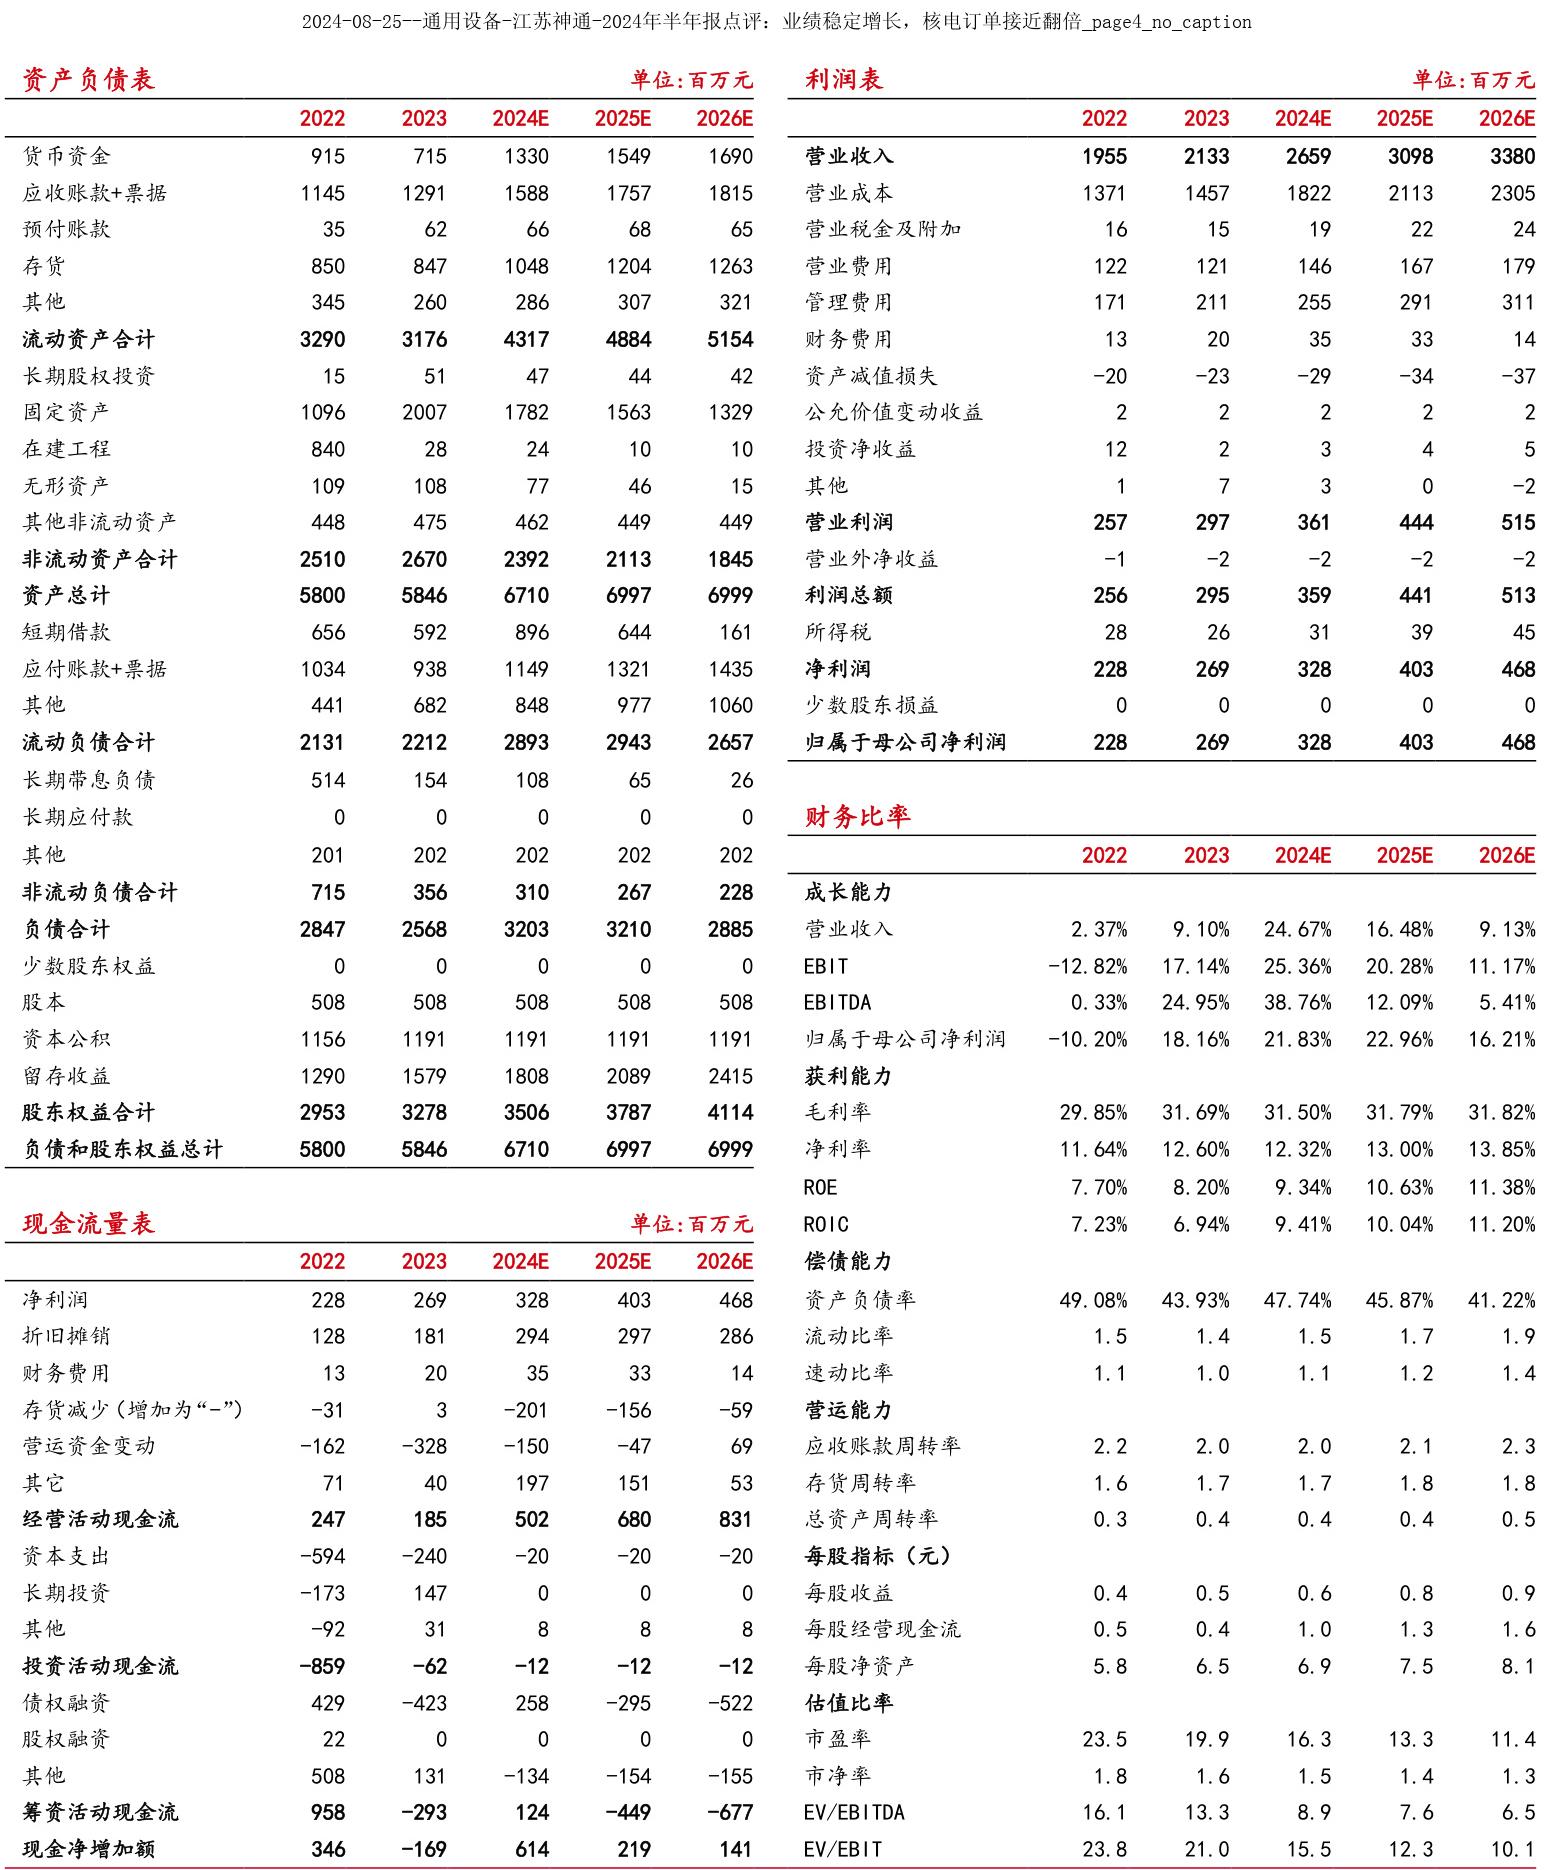 2024-08-25--通用设备-江苏神通-2024年半年报点评：业绩稳定增长，核电订单接近翻倍_page4_no_caption
资产负债表 单位:百万元
2022 2023 2024E 2025E 2026E
货币资金 915 715 1330 1549 1690
应收账款+票据 1145 1291 1588 1757 1815
预付账款 35 62 66 68 65
存货 850 847 1048 1204 1263
其他 345 260 286 307 321
流动资产合计 3290 3176 4317 4884 5154
长期股权投资 15 51 47 44 42
固定资产 1096 2007 1782 1563 1329
在建工程 840 28 24 10 10
无形资产 109 108 77 46 15
其他非流动资产 448 475 462 449 449
非流动资产合计 2510 2670 2392 2113 1845
资产总计 5800 5846 6710 6997 6999
短期借款 656 592 896 644 161
应付账款+票据 1034 938 1149 1321 1435
其他 441 682 848 977 1060
流动负债合计 2131 2212 2893 2943 2657
长期带息负债 514 154 108 65 26
长期应付款 0 0 0 0 0
其他 201 202 202 202 202
非流动负债合计 715 356 310 267 228
负债合计 2847 2568 3203 3210 2885
少数股东权益 0 0 0 0 0
股本 508 508 508 508 508
资本公积 1156 1191 1191 1191 1191
留存收益 1290 1579 1808 2089 2415
股东权益合计 2953 3278 3506 3787 4114
负债和股东权益总计 5800 5846 6710 6997 6999
现金流量表 单位:百万元
2022 2023 2024E 2025E 2026E
净利润 228 269 328 403 468
折旧摊销 128 181 294 297 286
财务费用 13 20 35 33 14
存货减少(增加为“-”) -31 3 -201 -156 -59
营运资金变动 -162 -328 -150 -47 69
其它 71 40 197 151 53
经营活动现金流 247 185 502 680 831
资本支出 -594 -240 -20 -20 -20
长期投资 -173 147 0 0 0
其他 -92 31 8 8 8
投资活动现金流 -859 -62 -12 -12 -12
债权融资 429 -423 258 -295 -522
股权融资 22 0 0 0 0
其他 508 131 -134 -154 -155
筹资活动现金流 958 -293 124 -449 -677
现金净增加额 346 -169 614 219 141
利润表 单位:百万元
2022 2023 2024E 2025E 2026E
营业收入 1955 2133 2659 3098 3380
营业成本 1371 1457 1822 2113 2305
营业税金及附加 16 15 19 22 24
营业费用 122 121 146 167 179
管理费用 171 211 255 291 311
财务费用 13 20 35 33 14
资产减值损失 -20 -23 -29 -34 -37
公允价值变动收益 2 2 2 2 2
投资净收益 12 2 3 4 5
其他 1 7 3 0 -2
营业利润 257 297 361 444 515
营业外净收益 -1 -2 -2 -2 -2
利润总额 256 295 359 441 513
所得税 28 26 31 39 45
净利润 228 269 328 403 468
少数股东损益 0 0 0 0 0
归属于母公司净利润 228 269 328 403 468
财务比率
2022 2023 2024E 2025E 2026E
成长能力
营业收入 2.37% 9.10% 24.67% 16.48% 9.13%
EBIT -12.82% 17.14% 25.36% 20.28% 11.17%
EBITDA 0.33% 24.95% 38.76% 12.09% 5.41%
归属于母公司净利润 -10.20% 18.16% 21.83% 22.96% 16.21%
获利能力
毛利率 29.85% 31.69% 31.50% 31.79% 31.82%
净利率 11.64% 12.60% 12.32% 13.00% 13.85%
ROE 7.70% 8.20% 9.34% 10.63% 11.38%
ROIC 7.23% 6.94% 9.41% 10.04% 11.20%
偿债能力
资产负债率 49.08% 43.93% 47.74% 45.87% 41.22%
流动比率 1.5 1.4 1.5 1.7 1.9
速动比率 1.1 1.0 1.1 1.2 1.4
营运能力
应收账款周转率 2.2 2.0 2.0 2.1 2.3
存货周转率 1.6 1.7 1.7 1.8 1.8
总资产周转率 0.3 0.4 0.4 0.4 0.5
每股指标（元）
每股收益 0.4 0.5 0.6 0.8 0.9
每股经营现金流 0.5 0.4 1.0 1.3 1.6
每股净资产 5.8 6.5 6.9 7.5 8.1
估值比率
市盈率 23.5 19.9 16.3 13.3 11.4
市净率 1.8 1.6 1.5 1.4 1.3
EV/EBITDA 16.1 13.3 8.9 7.6 6.5
EV/EBIT 23.8 21.0 15.5 12.3 10.1